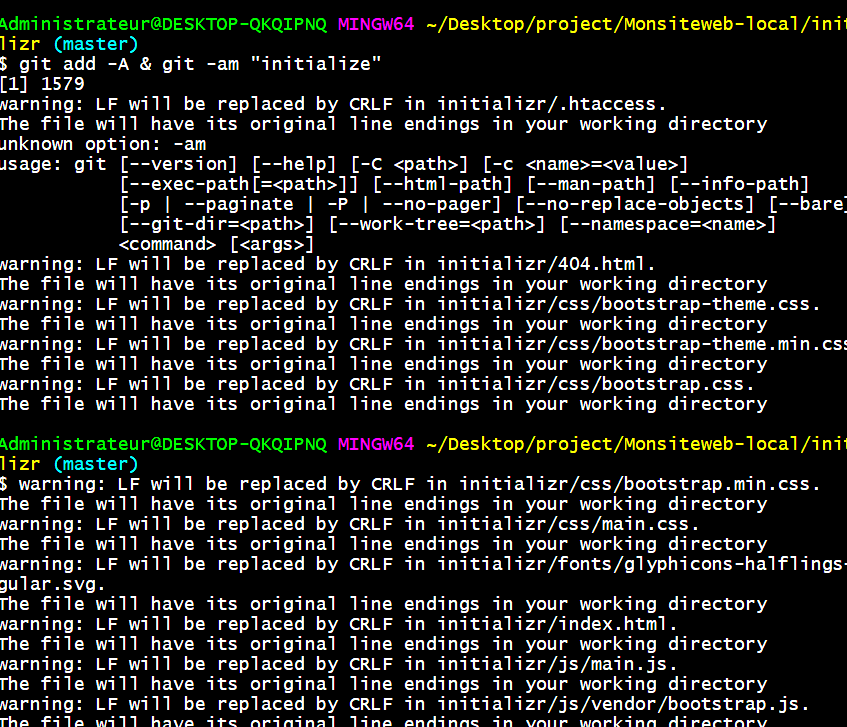 Administrateur@DESKTOP-QKQIPNQ MINGW64 ~/Desktop/project/Monsiteweb-local/init
lizr (master)
$ git add -A & git -am "initialize"
[1] 1579
warning: LF will be replaced by CRLF in initializr/.htaccess.
The file will have its original line endings in your working directory
unknown option: -am
usage: git [--version] [--help] [-C <path>] [-c <name>=<value>]
           [--exec-path[=<path>]] [--html-path] [--man-path] [--info-path]
           [-p | --paginate | -P | --no-pager] [--no-replace-objects] [--bare]
           [--git-dir=<path>] [--work-tree=<path>] [--namespace=<name>]
           <command> [<args>]
warning: LF will be replaced by CRLF in initializr/404.html.
The file will have its original line endings in your working directory
warning: LF will be replaced by CRLF in initializr/css/bootstrap-theme.css.
The file will have its original line endings in your working directory
warning: LF will be replaced by CRLF in initializr/css/bootstrap-theme.min.css
The file will have its original line endings in your working directory
warning: LF will be replaced by CRLF in initializr/css/bootstrap.css.
The file will have its original line endings in your working directory
Administrateur@DESKTOP-QKQIPNQ MINGW64 ~/Desktop/project/Monsiteweb-local/init
lizr (master)
$ warning: LF will be replaced by CRLF in initializr/css/bootstrap.min.css.
The file will have its original line endings in your working directory
warning: LF will be replaced by CRLF in initializr/css/main.css.
The file will have its original line endings in your working directory
warning: LF will be replaced by CRLF in initializr/fonts/glyphicons-halflings-
gular.svg.
The file will have its original line endings in your working directory
warning: LF will be replaced by CRLF in initializr/index.html.
The file will have its original line endings in your working directory
warning: LF will be replaced by CRLF in initializr/js/main.js.
The file will have its original line endings in your working directory
warning: LF will be replaced by CRLF in initializr/js/vendor/bootstrap.js.
The file will have its original line endings in your working directory